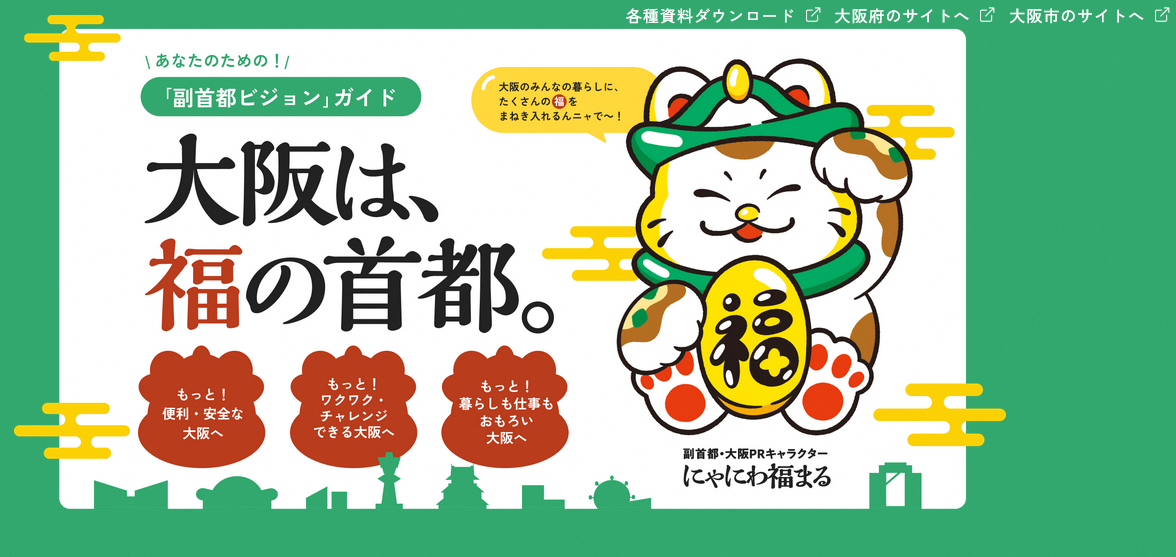 各種資料ダウンロード 大阪府のサイトへ 大阪市のサイトへ
\ あなたのための！/
「副首都ビジョン」ガイド
大阪は、
福の首都。
大阪のみんなの暮らしに、
たくさんの福を
まねき入れるんニャで〜！
もっと！
便利・安全な
大阪へ
もっと！
ワクワク・
チャレンジ
できる大阪へ
もっと！
暮らしも仕事も
おもろい
大阪へ
福
副首都・大阪PRキャラクター
にゃにわ福まる